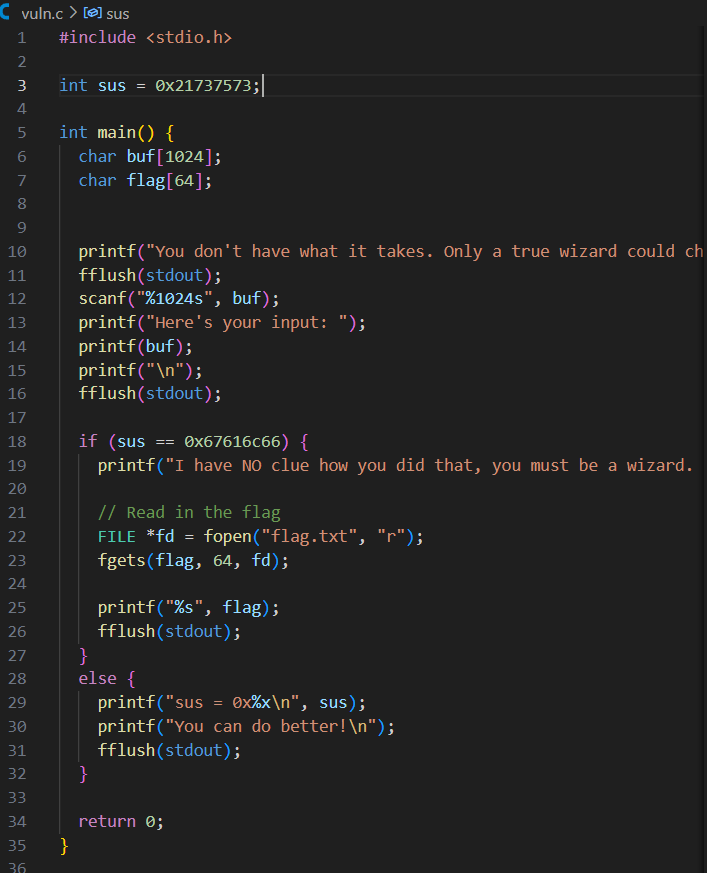 vuln.c > sus
1 #include <stdio.h>
2
3 int sus = 0x21737573;
4
5 int main() {
6   char buf[1024];
7   char flag[64];
8
9
10   printf("You don't have what it takes. Only a true wizard could ch
11   fflush(stdout);
12   scanf("%1024s", buf);
13   printf("Here's your input: ");
14   printf(buf);
15   printf("\n");
16   fflush(stdout);
17
18   if (sus == 0x67616c66) {
19     printf("I have NO clue how you did that, you must be a wizard.
20
21     // Read in the flag
22     FILE *fd = fopen("flag.txt", "r");
23     fgets(flag, 64, fd);
24
25     printf("%s", flag);
26     fflush(stdout);
27   }
28   else {
29     printf("sus = 0x%x\n", sus);
30     printf("You can do better!\n");
31     fflush(stdout);
32   }
33
34   return 0;
35 }
36